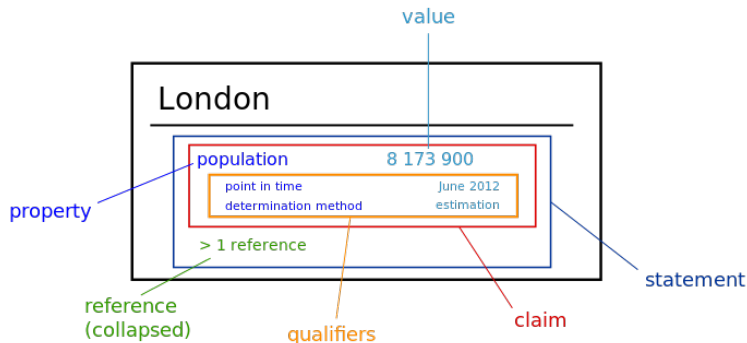 value
London
population 8 173 900
point in time June 2012
determination method estimation
property
> 1 reference
statement
reference
(collapsed)
claim
qualifiers